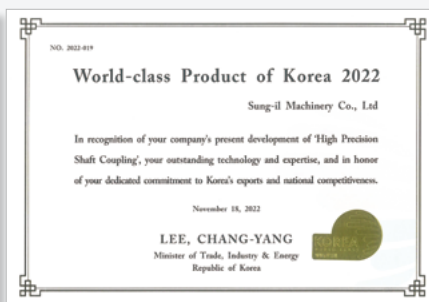 NO. 2022-019
World-class Product of Korea 2022
Sung-il Machinery Co., Ltd
In recognition of your company's present development of 'High Precision
Shaft Coupling', your outstanding technology and expertise, and in honor
of your dedicated commitment to Korea's exports and national competitiveness.
November 18, 2022
LEE, CHANG-YANG
Minister of Trade, Industry & Energy
Republic of Korea
KOREA